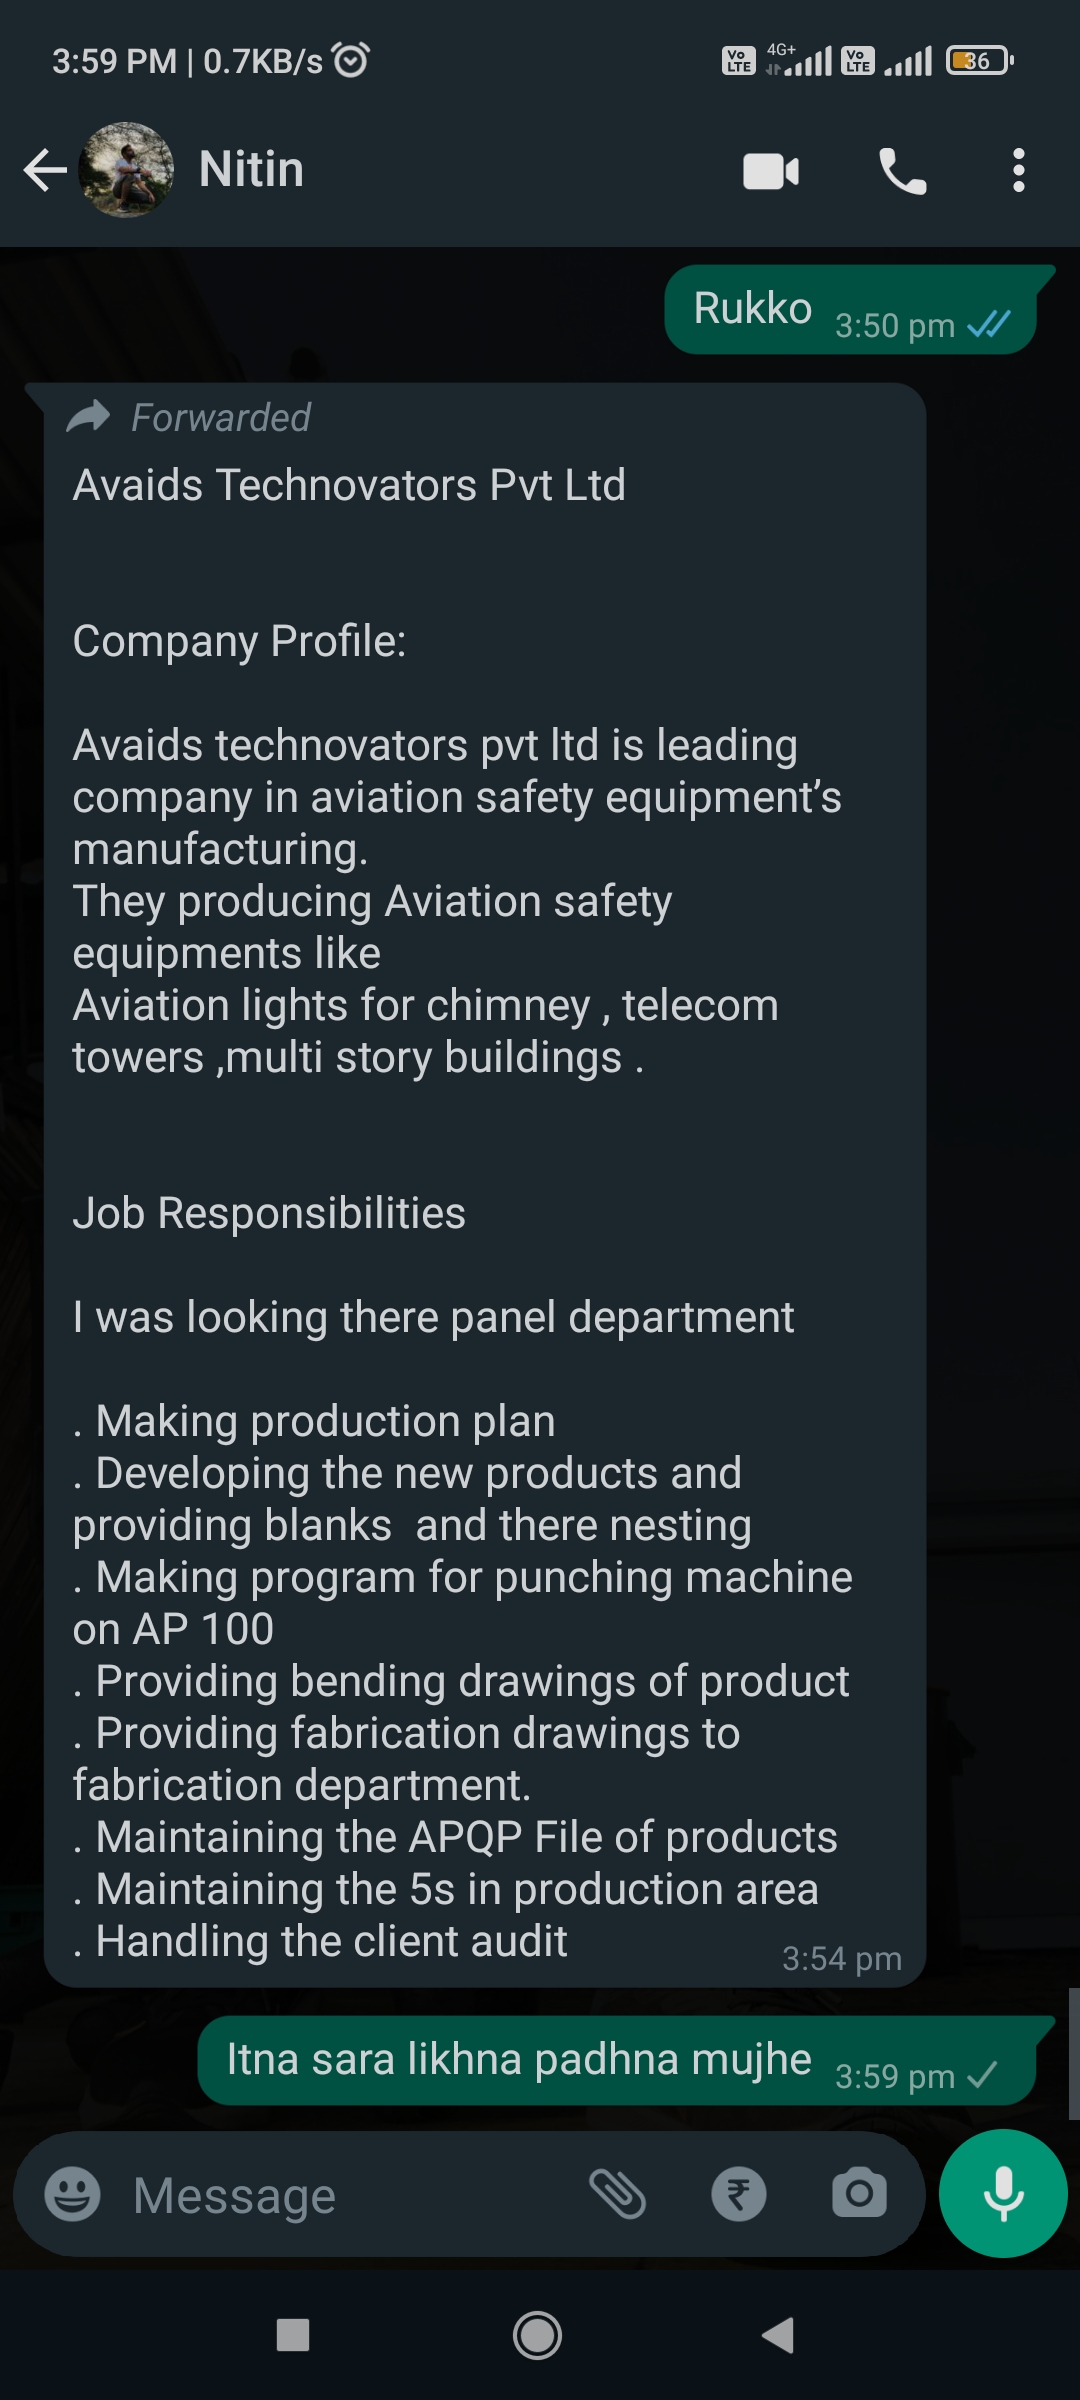 3:59 PM | 0.7KB/s
Vo LTE 4G+ Vo LTE 36
Nitin
Rukko 3:50 pm
Forwarded
Avaids Technovators Pvt Ltd
Company Profile:
Avaids technovators pvt ltd is leading
company in aviation safety equipment’s
manufacturing.
They producing Aviation safety
equipments like
Aviation lights for chimney , telecom
towers ,multi story buildings .
Job Responsibilities
I was looking there panel department
. Making production plan
. Developing the new products and
providing blanks  and there nesting
. Making program for punching machine
on AP 100
. Providing bending drawings of product
. Providing fabrication drawings to
fabrication department.
. Maintaining the APQP File of products
. Maintaining the 5s in production area
. Handling the client audit
3:54 pm
Itna sara likhna padhna mujhe 3:59 pm
Message ₹